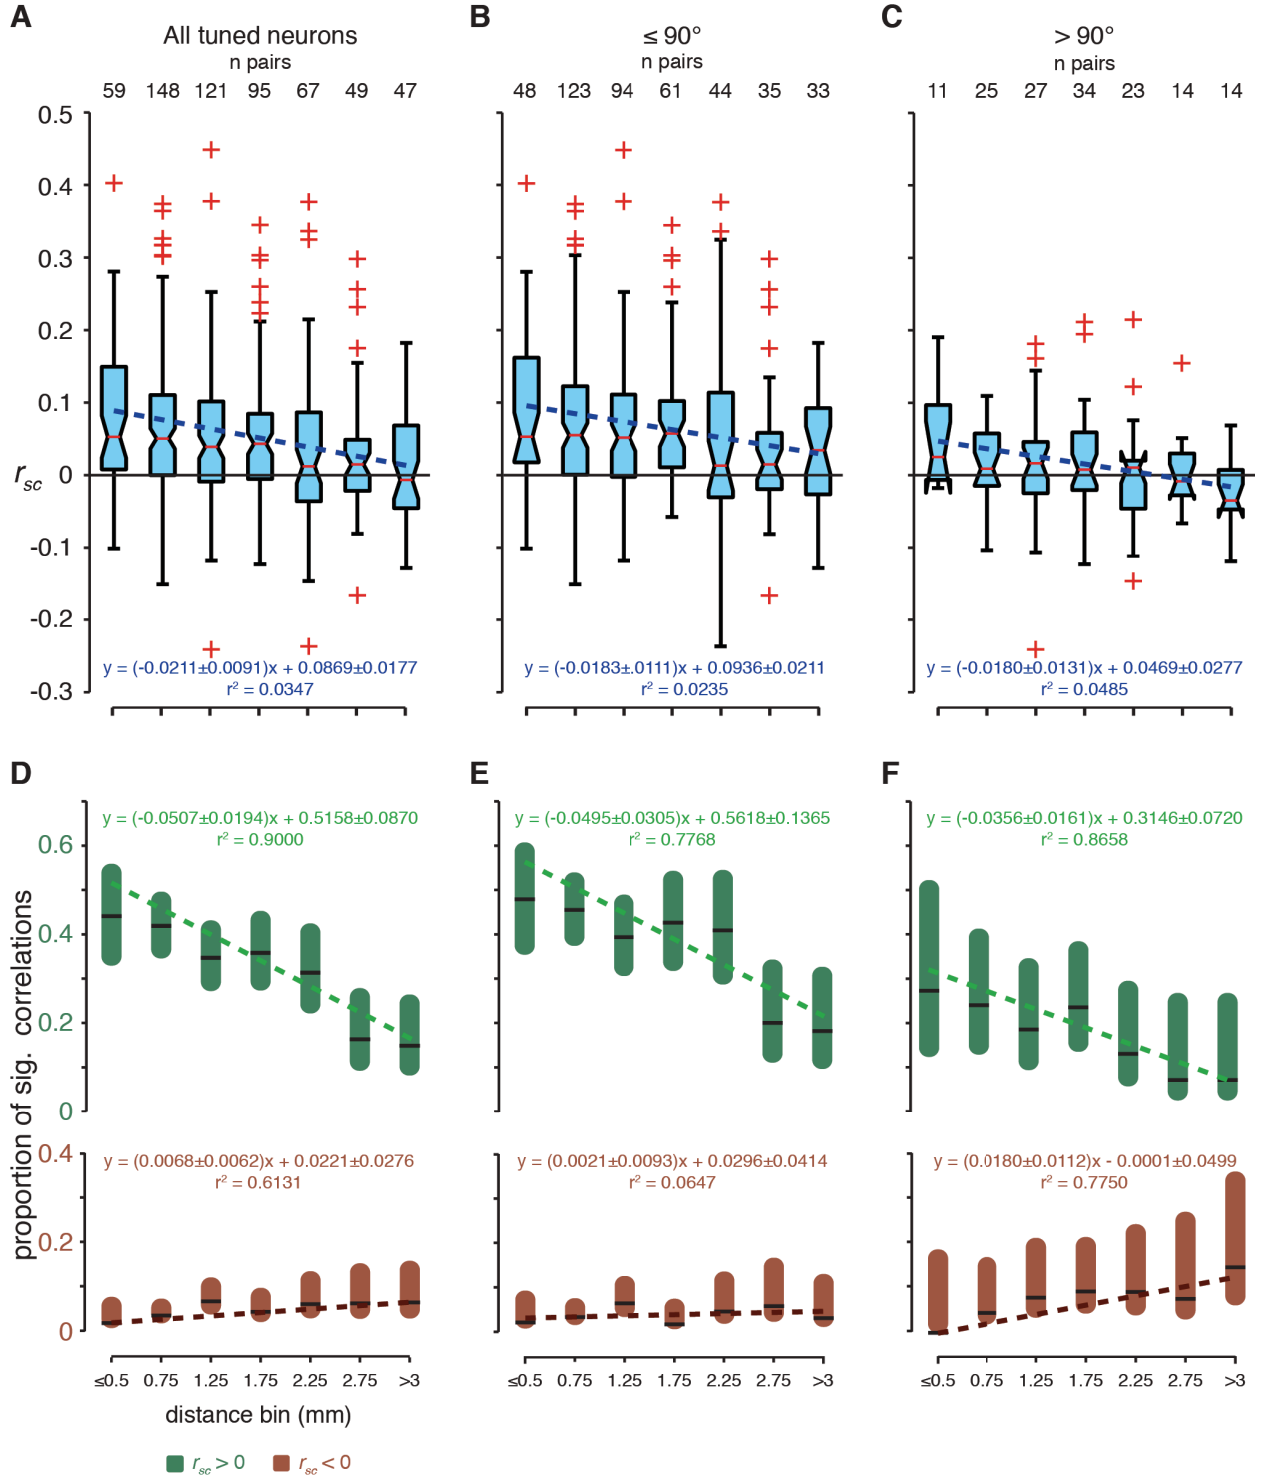 A
All tuned neurons
n pairs
59 148 121 95 67 49 47
B
≤ 90°
n pairs
48 123 94 61 44 35 33
C
> 90°
n pairs
11 25 27 34 23 14 14
0.5
0.4
0.3
0.2
0.1
0
-0.1
-0.2
-0.3
rsc
y = (-0.0211±0.0091)x + 0.0869±0.0177
r² = 0.0347
y = (-0.0183±.0111)x + 0.0936±0.0211
r² = 0.0235
y = (-0.0180±0.0131)x + 0.0469±0.0277
r² = 0.0485
D
E
F
y = (-0.0507±0.0194)x + 0.5158±0.0870
r² = 0.9000
y = (-0.0495±0.0305)x + 0.5618±0.1365
r² = 0.7768
y = (-0.0356±0.0161)x + 0.3146±0.0720
r² = 0.8658
0.6
0.4
0.2
0
proportion of sig. correlations
0.4
0.2
0
y = (0.0068±0.0062)x + 0.0221±0.0276
r² = 0.6131
y = (0.0021±0.0093)x + 0.0296±0.0414
r² = 0.0647
y = (0.0180±0.0112)x - 0.0001±0.0499
r² = 0.7750
≤0.5 0.75 1.25 1.75 2.25 2.75 >3
≤0.5 0.75 1.25 1.75 2.25 2.75 >3
≤0.5 0.75 1.25 1.75 2.25 2.75 >3
distance bin (mm)
rsc > 0
rsc < 0